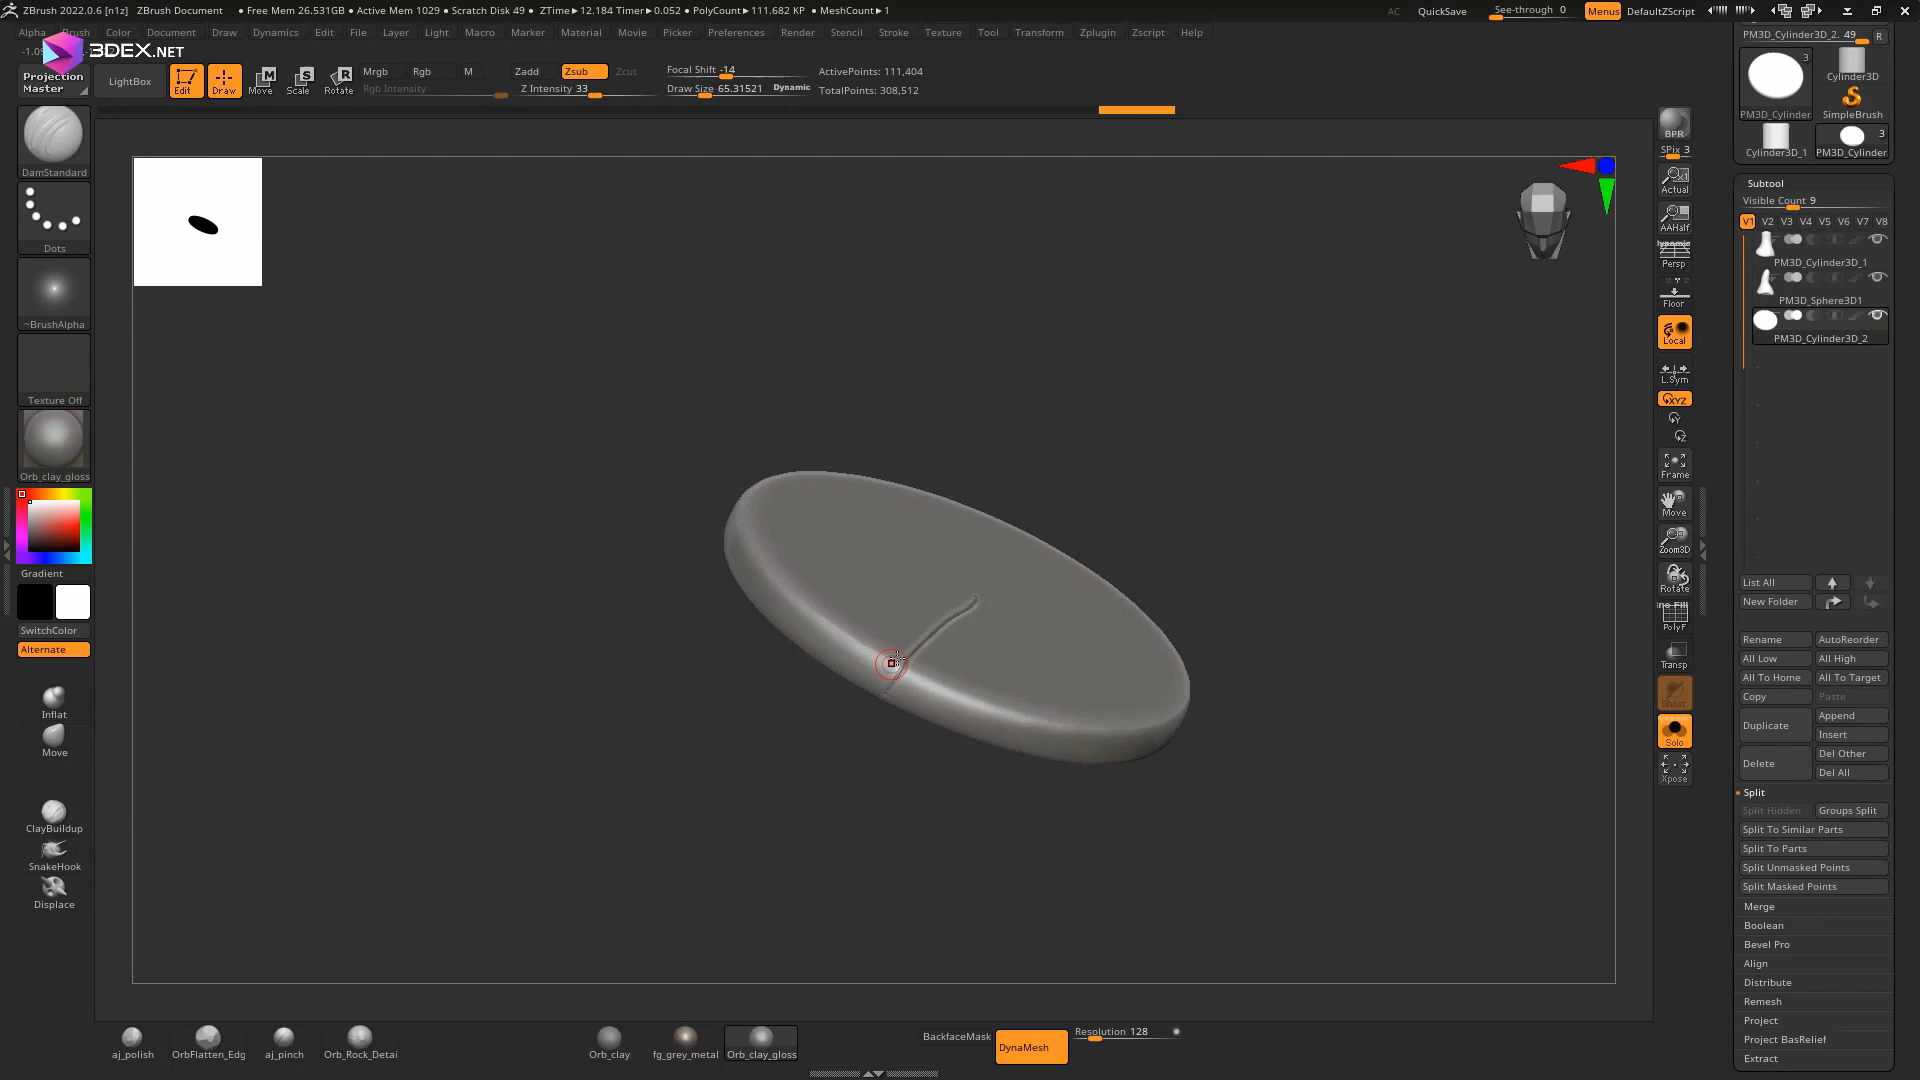 ZBrush 2022.0.6 [n1z] ZBrush Document • Free Mem 26.531GB • Active Mem 1029 • Scratch Disk 49 • ZTime▸12.184 Timer▸0.052 • PolyCount▸111.682 KP • MeshCount▸1 AC QuickSave See-through 0 Menus DefaultZScript
Alpha Brush Color Document Draw Dynamics Edit File Layer Light Macro Marker Material Movie Picker Preferences Render Stencil Stroke Texture Tool Transform Zplugin Zscript Help
3DEX.NET
Projection Master
LightBox
Edit Draw Move Scale Rotate
Mrgb Rgb M
Rgb Intensity
Zadd Zsub Zcut
Z Intensity 33
Focal Shift -14
Draw Size 65.31521 Dynamic
ActivePoints: 111,404
TotalPoints: 308,512
DamStandard
Dots
~BrushAlpha
Texture Off
Orb_clay_gloss
Gradient
SwitchColor
Alternate
Inflat
Move
ClayBuildup
SnakeHook
Displace
BPR
SPix 3
Actual
AAHalf
Dynamic
Persp
Floor
Local
L.Sym
XYZ
Y
Z
Frame
Move
Zoom3D
Rotate
PolyF
Transp
Ghost
Solo
Xpose
PM3D_Cylinder3D_2. 49 R
3
Cylinder3D
PM3D_Cylinder
SimpleBrush
3
Cylinder3D_1 PM3D_Cylinder
Subtool
Visible Count 9
V1 V2 V3 V4 V5 V6 V7 V8
PM3D_Cylinder3D_1
PM3D_Sphere3D1
PM3D_Cylinder3D_2
List All
New Folder
Rename AutoReorder
All Low All High
All To Home All To Target
Copy Paste
Duplicate Append
Insert
Delete Del Other
Del All
Split
Split Hidden Groups Split
Split To Similar Parts
Split To Parts
Split Unmasked Points
Split Masked Points
Merge
Boolean
Bevel Pro
Align
Distribute
Remesh
Project
Project BasRelief
Extract
aj_polish OrbFlatten_Edg aj_pinch Orb_Rock_Detai Orb_clay fg_grey_metal Orb_clay_gloss
BackfaceMask DynaMesh Resolution 128